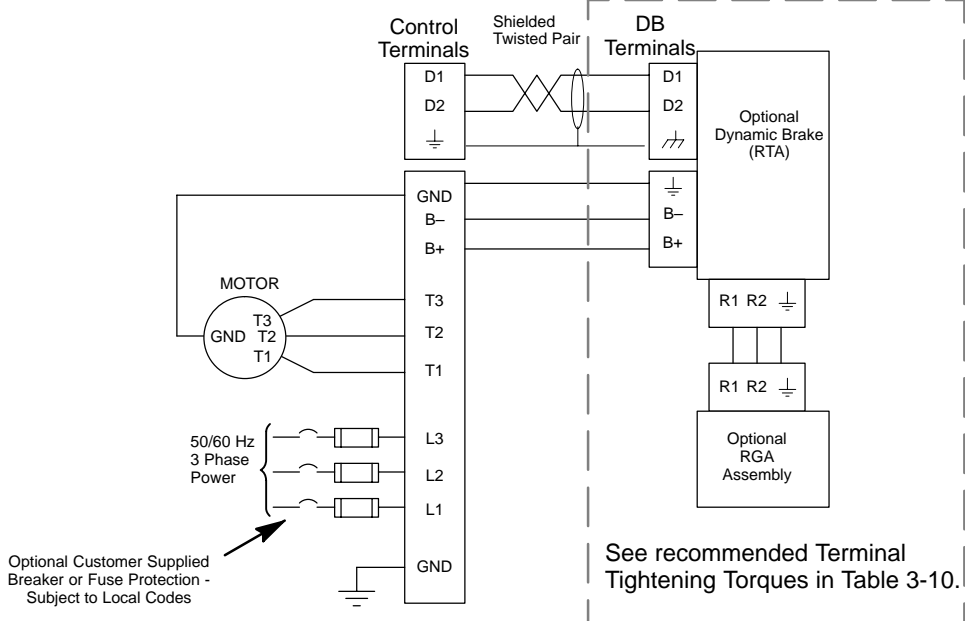 Control
Terminals
Shielded
Twisted Pair
DB
Terminals
D1
D2
D1
D2
Optional
Dynamic Brake
(RTA)
GND
B–
B+
B–
B+
MOTOR
T3
GND T2
T1
T3
T2
T1
R1 R2
R1 R2
Optional
RGA
Assembly
50/60 Hz
3 Phase
Power
L3
L2
L1
GND
Optional Customer Supplied
Breaker or Fuse Protection -
Subject to Local Codes
See recommended Terminal
Tightening Torques in Table 3-10.